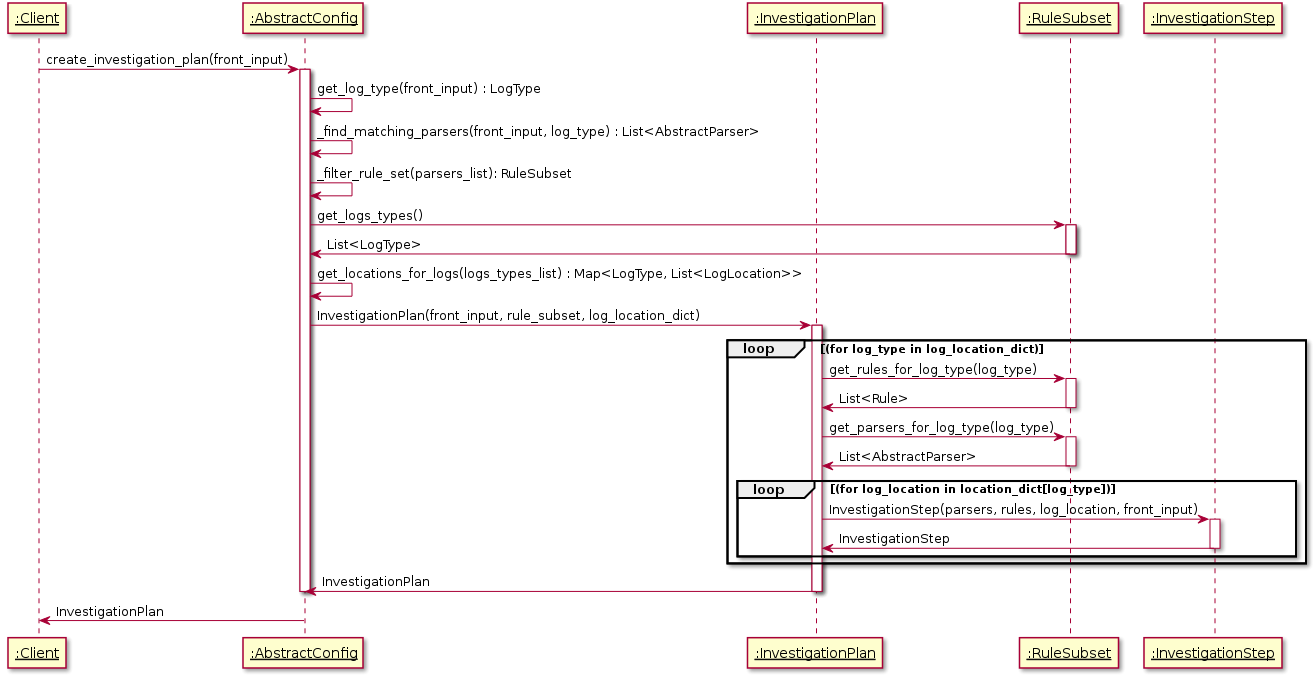 :Client
:AbstractConfig
:InvestigationPlan
:RuleSubset
:InvestigationStep
create_investigation_plan(front_input)
get_log_type(front_input) : LogType
_find_matching_parsers(front_input, log_type) : List<AbstractParser>
_filter_rule_set(parsers_list): RuleSubset
get_logs_types()
List<LogType>
get_locations_for_logs(logs_types_list) : Map<LogType, List<LogLocation>>
InvestigationPlan(front_input, rule_subset, log_location_dict)
loop [(for log_type in log_location_dict)]
get_rules_for_log_type(log_type)
List<Rule>
get_parsers_for_log_type(log_type)
List<AbstractParser>
loop [(for log_location in location_dict[log_type])]
InvestigationStep(parsers, rules, log_location, front_input)
InvestigationStep
InvestigationPlan
InvestigationPlan
:Client
:AbstractConfig
:InvestigationPlan
:RuleSubset
:InvestigationStep